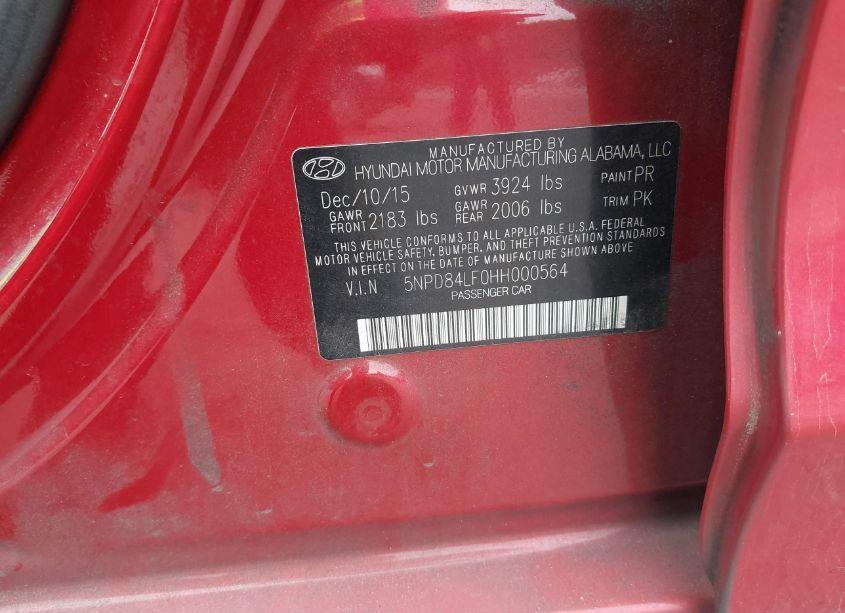 MANUFACTURED BY
HYUNDAI MOTOR MANUFACTURING ALABAMA, LLC
Dec/10/15 GVWR 3924 lbs PAINT PR
GAWR FRONT 2183 lbs GAWR REAR 2006 lbs TRIM PK
THIS VEHICLE CONFORMS TO ALL APPLICABLE U.S.A. FEDERAL
MOTOR VEHICLE SAFETY, BUMPER, AND THEFT PREVENTION STANDARDS
IN EFFECT ON THE DATE OF MANUFACTURE SHOWN ABOVE
V.I.N 5NPD84LF0HH000564
PASSENGER CAR